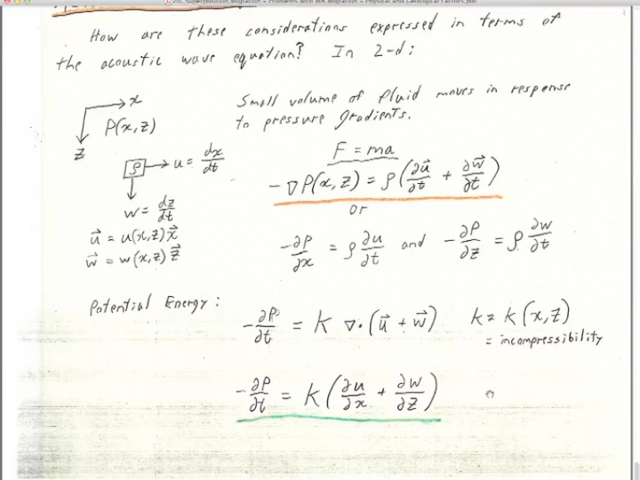 How are these considerations expressed in terms of
the acoustic wave equation? In 2-d:
x
P(x,z)
z
Small volume of fluid moves in response
to pressure gradients.
F = ma
ρ → u = dx/dt
-∇P(x,z) = ρ(∂u⃗/∂t + ∂w⃗/∂t)
or
w = dz/dt
u⃗ = u(x,z)x⃗
w⃗ = w(x,z)z⃗
-∂P/∂x = ρ ∂u/∂t and -∂P/∂z = ρ ∂w/∂t
Potential Energy:
-∂P/∂t = K ∇·(u⃗ + w⃗) K = K(x,z)
= incompressibility
-∂P/∂t = K(∂u/∂x + ∂w/∂z)